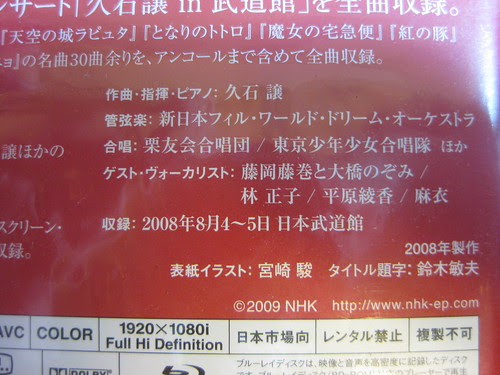 ンサート「久石譲 in 武道館」を全曲収録。
『天空の城ラピュタ』『となりのトトロ』『魔女の宅急便』『紅の豚』
ニョ』の名曲30曲余りを、アンコールまで含めて全曲収録。
作曲・指揮・ピアノ：久石 譲
管弦楽：新日本フィル・ワールド・ドリーム・オーケストラ
合唱：栗友会合唱団 / 東京少年少女合唱隊 ほか
譲ほかの
ゲスト・ヴォーカリスト：藤岡藤巻と大橋のぞみ /
林 正子 / 平原綾香 / 麻衣
スクリーン・
収録：2008年8月4〜5日 日本武道館
収録。
2008年製作
表紙イラスト：宮崎 駿 タイトル題字：鈴木敏夫
©2009 NHK http://www.nhk-ep.com
AVC COLOR 1920×1080i 日本市場向 レンタル禁止 複製不可
Full Hi Definition
DOLBY
ブルーレイディスクは、映像と音声を高密度に記録したディスク